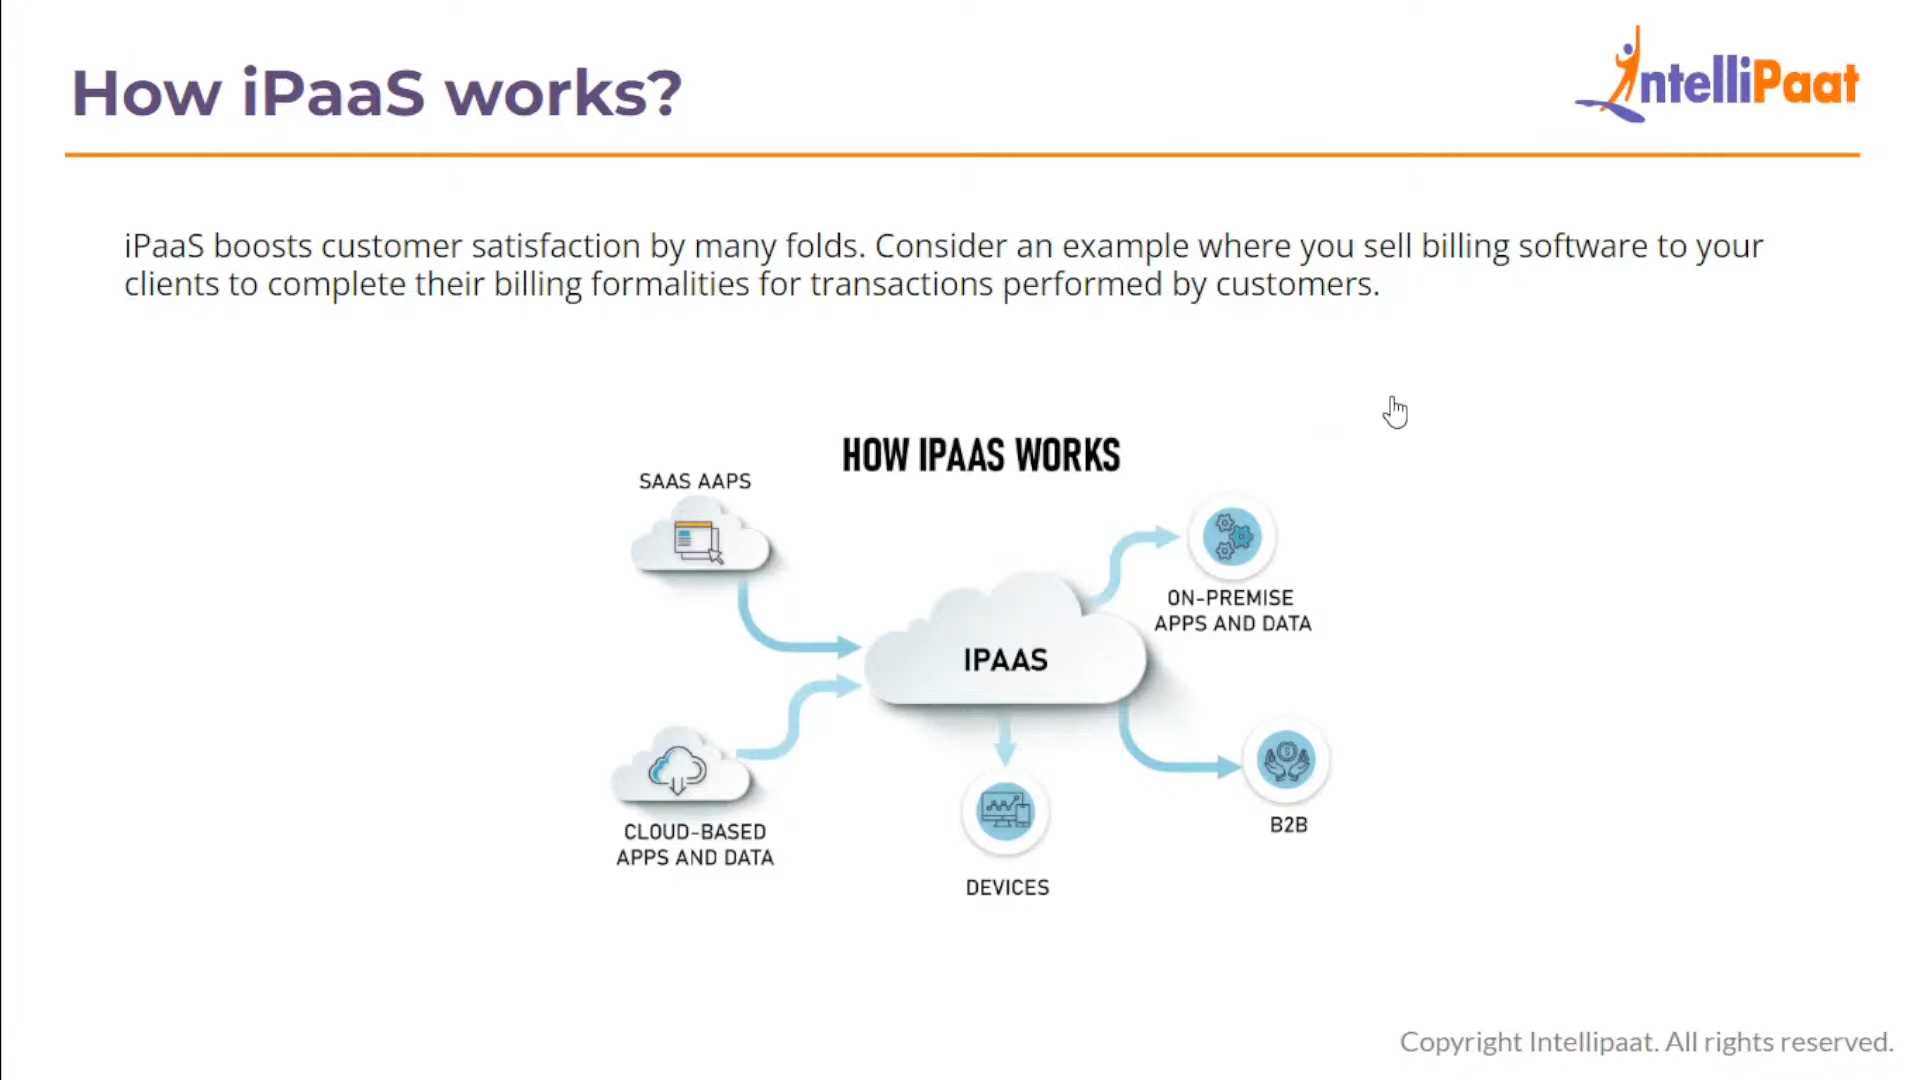 How iPaaS works?
IntelliPaat
iPaaS boosts customer satisfaction by many folds. Consider an example where you sell billing software to your
clients to complete their billing formalities for transactions performed by customers.
HOW IPAAS WORKS
SAAS AAPS
ON-PREMISE
APPS AND DATA
IPAAS
CLOUD-BASED
APPS AND DATA
B2B
DEVICES
Copyright Intellipaat. All rights reserved.